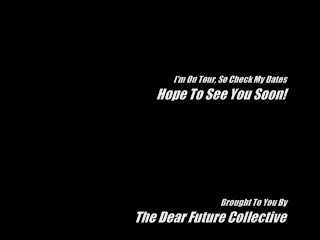 I'm On Tour, So Check My Dates
Hope To See You Soon!
Brought To You By
The Dear Future Collective